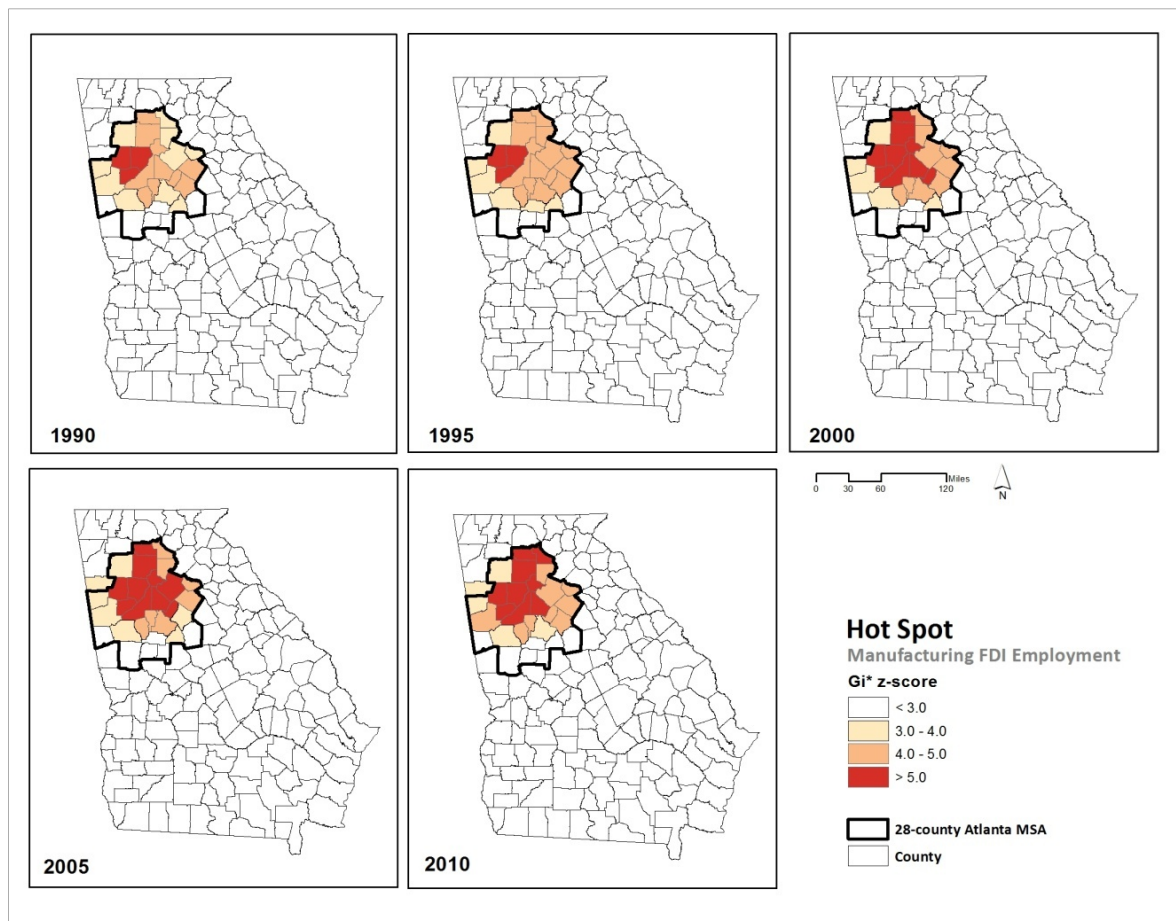 1990
1995
2000
2005
2010
Miles
0 30 60 120
N
Hot Spot
Manufacturing FDI Employment
Gi* z-score
< 3.0
3.0 - 4.0
4.0 - 5.0
> 5.0
28-county Atlanta MSA
County